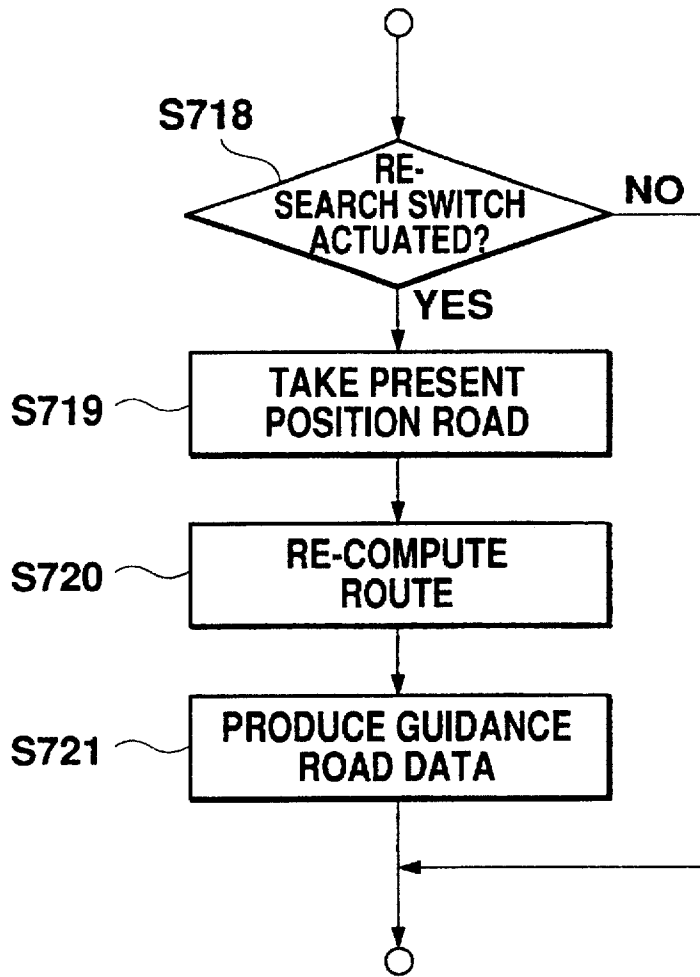 S718
RE-
SEARCH SWITCH
ACTUATED?
NO
YES
S719
TAKE PRESENT
POSITION ROAD
S720
RE-COMPUTE
ROUTE
S721
PRODUCE GUIDANCE
ROAD DATA